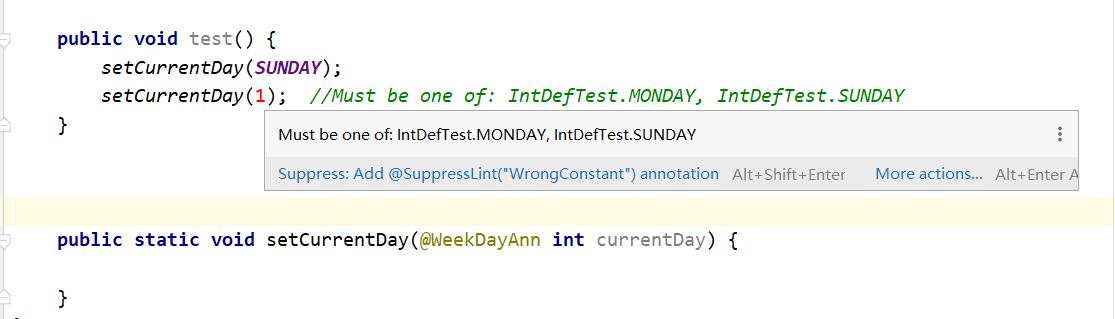 public void test() {
setCurrentDay(SUNDAY);
setCurrentDay(1);  //Must be one of: IntDefTest.MONDAY, IntDefTest.SUNDAY
}
Must be one of: IntDefTest.MONDAY, IntDefTest.SUNDAY
Suppress: Add @SuppressLint("WrongConstant") annotation Alt+Shift+Enter More actions... Alt+Enter A
public static void setCurrentDay(@WeekDayAnn int currentDay) {
}